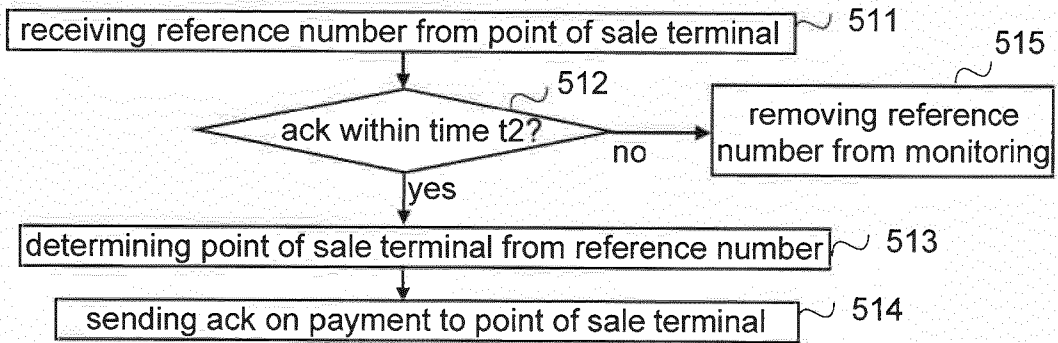 receiving reference number from point of sale terminal
511
512
ack within time t2?
no
515
removing reference
number from monitoring
yes
determining point of sale terminal from reference number
513
sending ack on payment to point of sale terminal
514